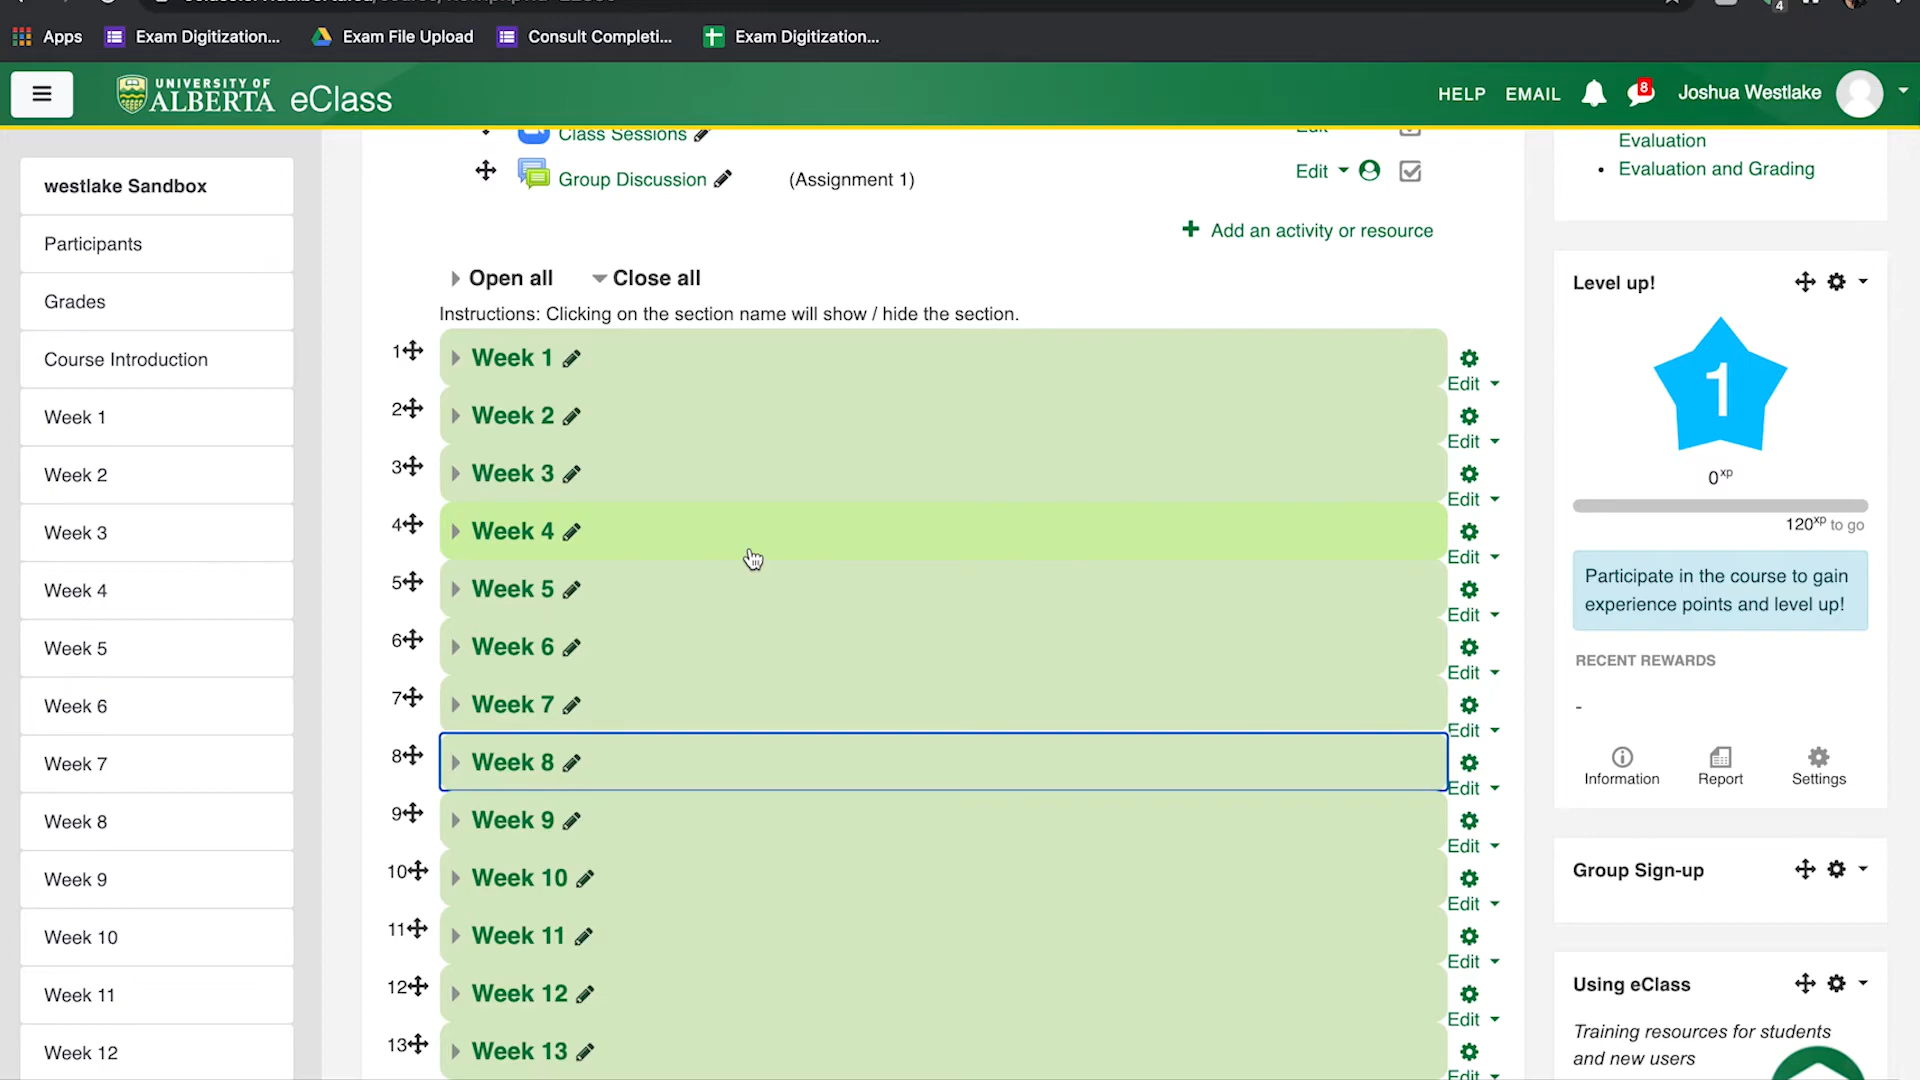 Apps Exam Digitization... Exam File Upload Consult Completi... Exam Digitization...
4
UNIVERSITY OF
ALBERTA eClass
HELP EMAIL 8 Joshua Westlake
westlake Sandbox
Participants
Grades
Course Introduction
Week 1
Week 2
Week 3
Week 4
Week 5
Week 6
Week 7
Week 8
Week 9
Week 10
Week 11
Week 12
Class Sessions Edit
Group Discussion (Assignment 1) Edit
Add an activity or resource
Open all Close all
Instructions: Clicking on the section name will show / hide the section.
1 Week 1
Edit
2 Week 2
Edit
3 Week 3
Edit
4 Week 4
Edit
5 Week 5
Edit
6 Week 6
Edit
7 Week 7
Edit
8 Week 8
Edit
9 Week 9
Edit
10 Week 10
Edit
11 Week 11
Edit
12 Week 12
Edit
13 Week 13
Edit
Evaluation
• Evaluation and Grading
Level up!
1
0xp
120xp to go
Participate in the course to gain
experience points and level up!
RECENT REWARDS
-
Information Report Settings
Group Sign-up
Using eClass
Training resources for students
and new users